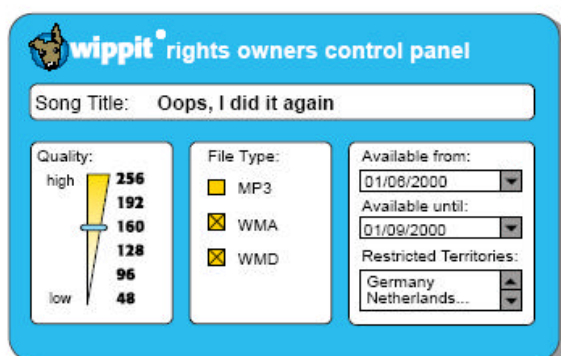 wippit rights owners control panel
Song Title: Oops, I did it again
Quality:
high
256
192
160
128
96
low 48
File Type:
MP3
WMA
WMD
Available from:
01/06/2000
Available until:
01/09/2000
Restricted Territories:
Germany
Netherlands...